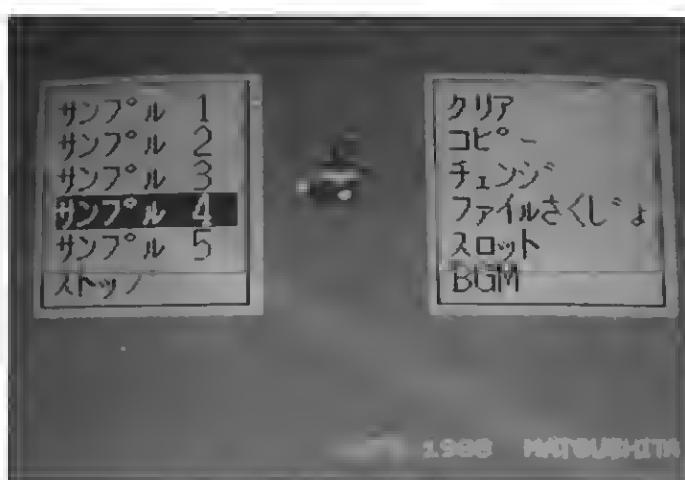 サンプル 1
サンプル 2
サンプル 3
サンプル 4
サンプル 5
ストップ
クリア
コピー
チェンジ
ファイルさくじょ
スロット
BGM
1988 MATSUSHITA